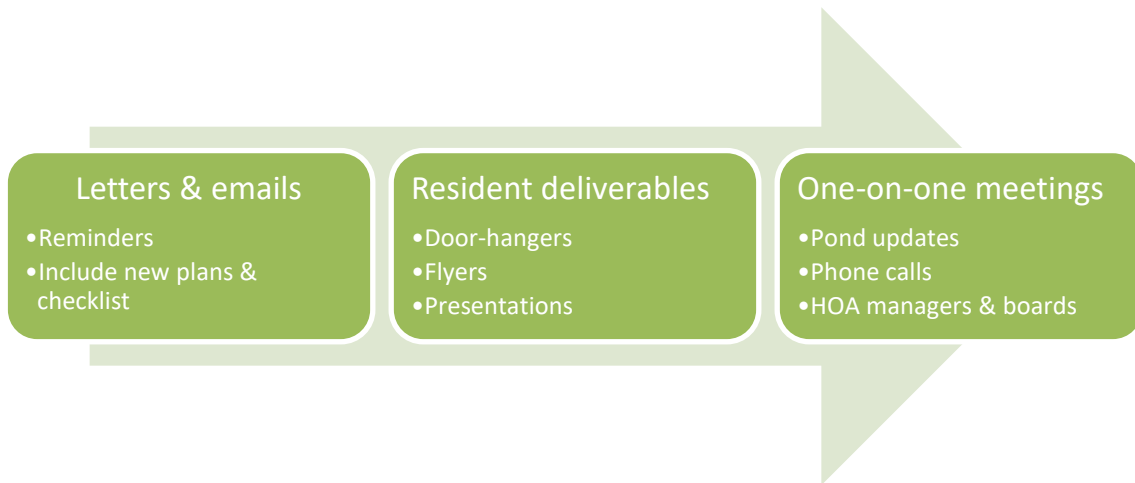 Letters & emails
•Reminders
•Include new plans &
checklist
Resident deliverables
•Door-hangers
•Flyers
•Presentations
One-on-one meetings
•Pond updates
•Phone calls
•HOA managers & boards